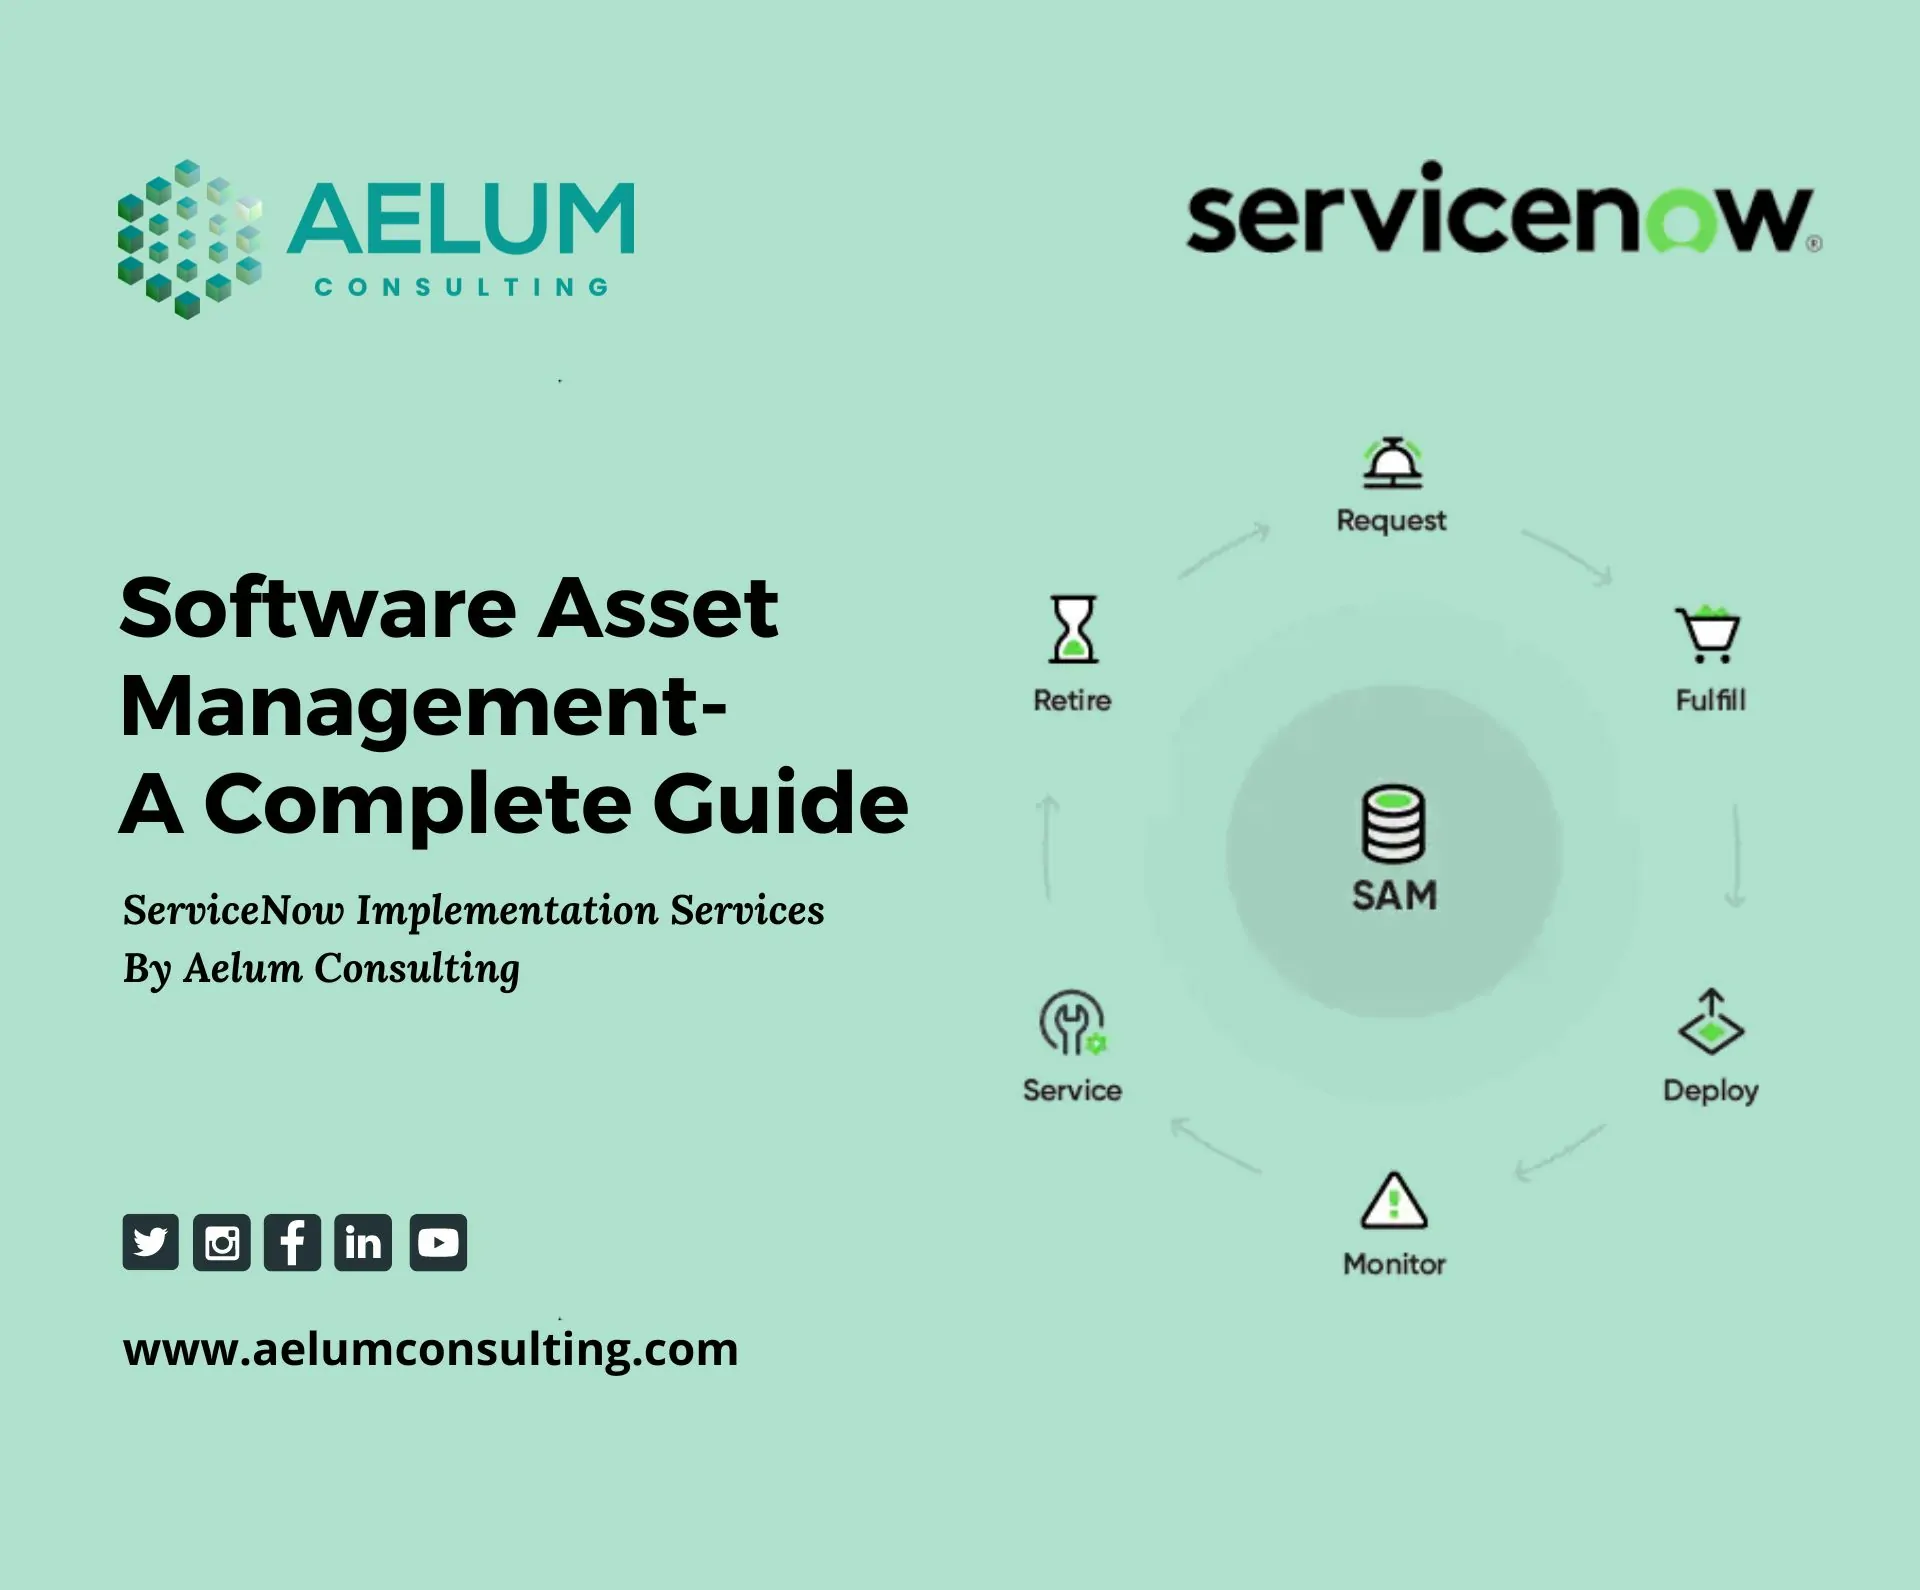 AELUM
CONSULTING
servicenow®
Software Asset
Management-
A Complete Guide
ServiceNow Implementation Services
By Aelum Consulting
Request
Fulfill
Deploy
Monitor
Service
Retire
SAM
www.aelumconsulting.com